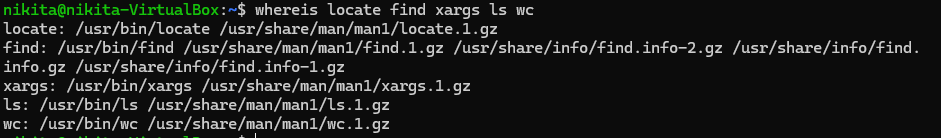 nikita@nikita-VirtualBox:~$ whereis locate find xargs ls wc
locate: /usr/bin/locate /usr/share/man/man1/locate.1.gz
find: /usr/bin/find /usr/share/man/man1/find.1.gz /usr/share/info/find.info-2.gz /usr/share/info/find.
info.gz /usr/share/info/find.info-1.gz
xargs: /usr/bin/xargs /usr/share/man/man1/xargs.1.gz
ls: /usr/bin/ls /usr/share/man/man1/ls.1.gz
wc: /usr/bin/wc /usr/share/man/man1/wc.1.gz